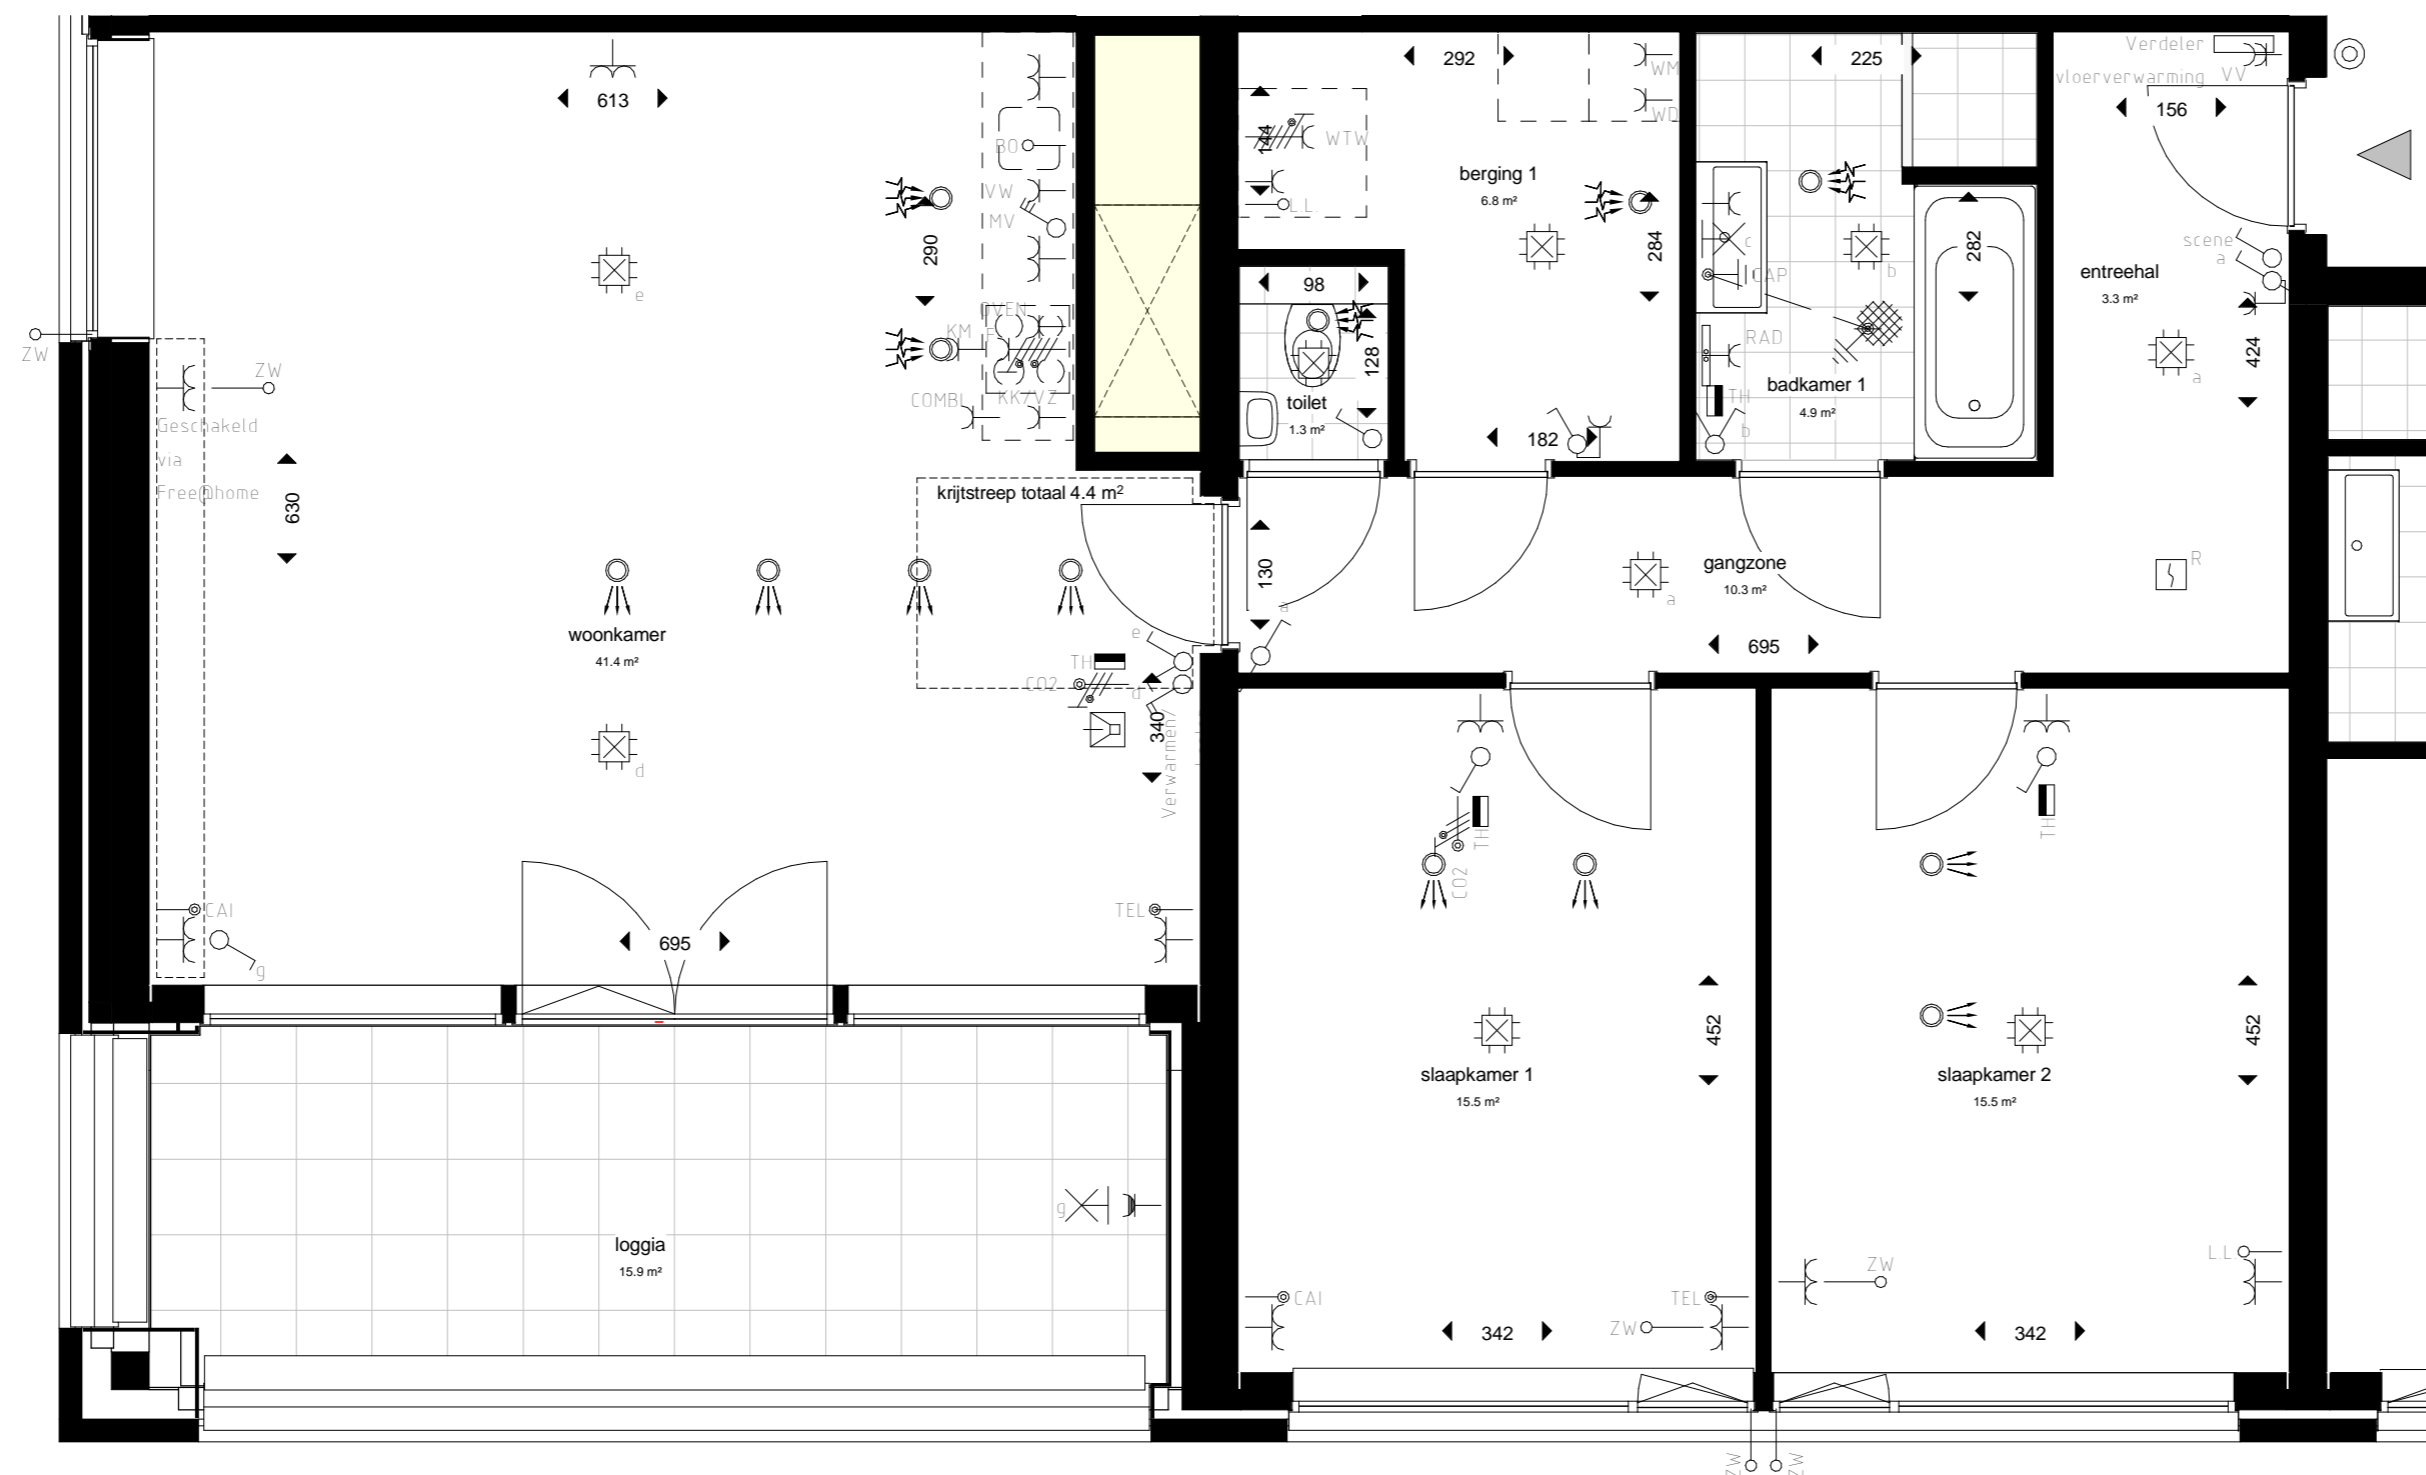 613
BO
VW
MV
290
OVEN
KM
COMBI
KK/VZ
e
ZW
ZW
Geschakeld
via
Free@home
630
krijtstreep totaal 4.4 m²
woonkamer
41.4 m²
e
TH
CO2
d
340
Verwarmen/
d
CAI
g
TEL
695
loggia
15.9 m²
g
292
WM
WD
144
WTW
L.L.
berging 1
6.8 m²
284
98
128
toilet
1.3 m²
182
225
c
CAP
b
282
RAD
badkamer 1
4.9 m²
TH
b
Verdeler
vloerverwarming
VV
156
scene
a
entreehal
3.3 m²
424
a
R
130
a
gangzone
10.3 m²
a
695
TH
CO2
slaapkamer 1
15.5 m²
452
CAI
TEL
ZW
342
TH
slaapkamer 2
15.5 m²
452
ZW
L.L.
342
ZW
ZW